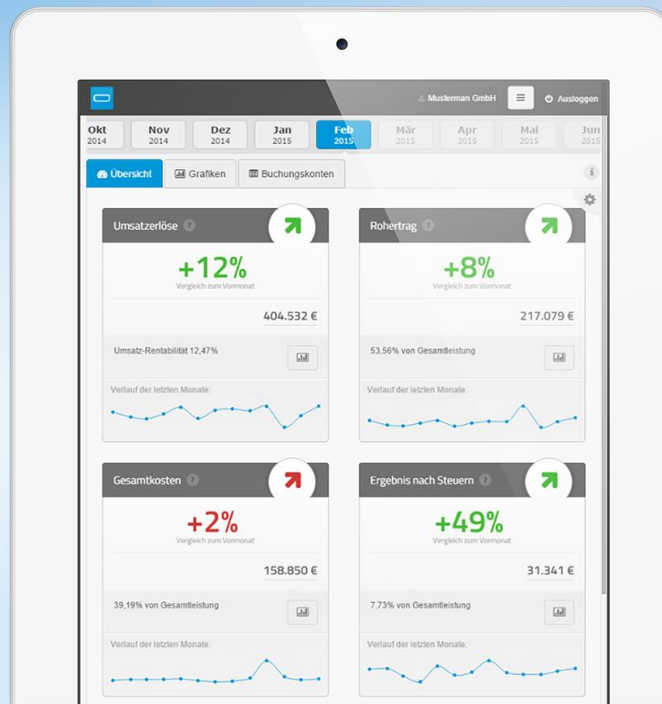 Musterman GmbH
Ausloggen
Okt Nov Dez Jan Feb Mär Apr Mai Jun
2014 2014 2014 2015 2015 2015 2015 2015 2015
Übersicht Grafiken Buchungskonten
Umsatzerlöse ?
+12%
Vergleich zum Vormonat
404.532 €
Umsatz-Rentabilität 12,47%
Verlauf der letzten Monate:
Rohertrag ?
+8%
Vergleich zum Vormonat
217.079 €
53,56% von Gesamtleistung
Verlauf der letzten Monate:
Gesamtkosten ?
+2%
Vergleich zum Vormonat
158.850 €
39,19% von Gesamtleistung
Verlauf der letzten Monate:
Ergebnis nach Steuern ?
+49%
Vergleich zum Vormonat
31.341 €
7,73% von Gesamtleistung
Verlauf der letzten Monate: